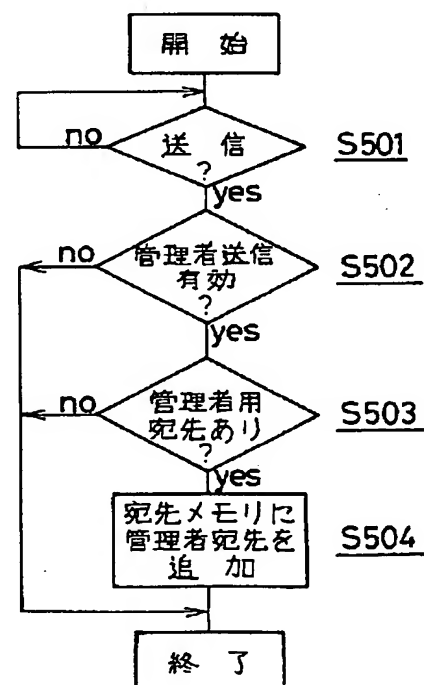 開始
no
送信
?
S501
yes
no
管理者送信
有効
?
S502
yes
no
管理者用
宛先あり
?
S503
yes
宛先メモリに
管理者宛先を
追加
S504
終了